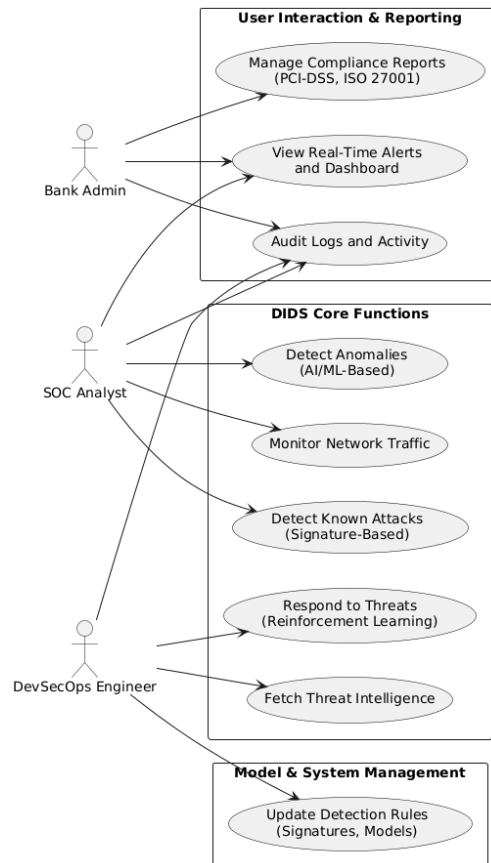 User Interaction & Reporting
Manage Compliance Reports
(PCI-DSS, ISO 27001)
View Real-Time Alerts
and Dashboard
Bank Admin
Audit Logs and Activity
DIDS Core Functions
Detect Anomalies
(AI/ML-Based)
SOC Analyst
Monitor Network Traffic
Detect Known Attacks
(Signature-Based)
Respond to Threats
(Reinforcement Learning)
DevSecOps Engineer
Fetch Threat Intelligence
Model & System Management
Update Detection Rules
(Signatures, Models)